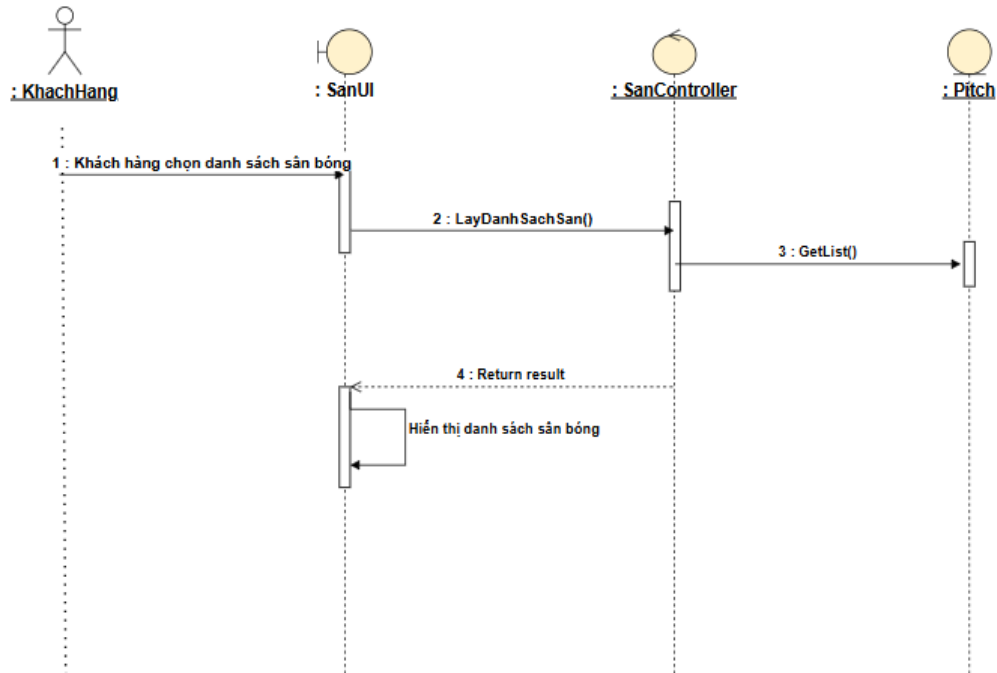 : KhachHang
: SanUI
: SanController
: Pitch
1 : Khách hàng chọn danh sách sân bóng
2 : LayDanhSachSan()
3 : GetList()
4 : Return result
Hiển thị danh sách sân bóng